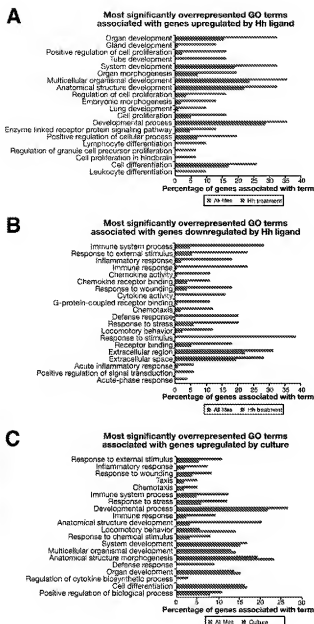 A
Most significantly overrepresented GO terms
associated with genes upregulated by Hh ligand
Organ development
Gland development
Positive regulation of cell proliferation
Tube development
System development
Organ morphogenesis
Multicellular organismal development
Anatomical structure development
Regulation of cell proliferation
Embryonic morphogenesis
Lung development
Cell proliferation
Developmental process
Enzyme linked receptor protein signaling pathway
Positive regulation of cellular process
Lymphocyte differentiation
Regulation of granule cell precursor proliferation
Cell proliferation in hindbrain
Cell differentiation
Leukocyte differentiation
0 5 10 15 20 25 30 35 40
Percentage of genes associated with term
All Mes Hh treatment
B
Most significantly overrepresented GO terms
associated with genes downregulated by Hh ligand
Immune system process
Response to external stimulus
Inflammatory response
Immune response
Chemokine activity
Chemokine receptor binding
Response to wounding
Cytokine activity
G-protein-coupled receptor binding
Chemotaxis
Defense response
Response to stress
Locomotory behavior
Response to stimulus
Receptor binding
Extracellular region
Extracellular space
Acute inflammatory response
Positive regulation of signal transduction
Acute-phase response
0 5 10 15 20 25 30 35 40
Percentage of genes associated with term
All Mes Hh treatment
C
Most significantly overrepresented GO terms
associated with genes upregulated by culture
Response to external stimulus
Inflammatory response
Response to wounding
Taxis
Chemotaxis
Immune system process
Response to stress
Developmental process
Immune response
Anatomical structure development
Locomotory behavior
Response to chemical stimulus
System development
Multicellular organismal development
Anatomical structure morphogenesis
Defense response
Organ development
Regulation of cytokine biosynthetic process
Cell differentiation
Positive regulation of biological process
0 5 10 15 20 25 30
Percentage of genes associated with term
All Mes Culture